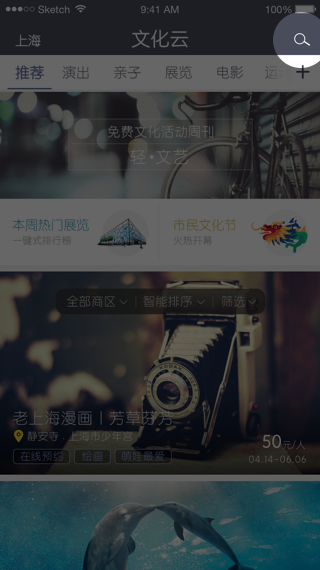 ●●●○○ Sketch 9:41 AM 100%
上海 文化云
推荐 演出 亲子 展览 电影
免费文化活动周刊
轻·文艺
本周热门展览 市民文化节
一键式排行榜 火热开幕
全部商区 智能排序 筛选
老上海漫画丨芳草芬芳
静安寺 . 上海市少年宫 50元/人
在线预约 绘画 萌娃最爱 04.14-06.06